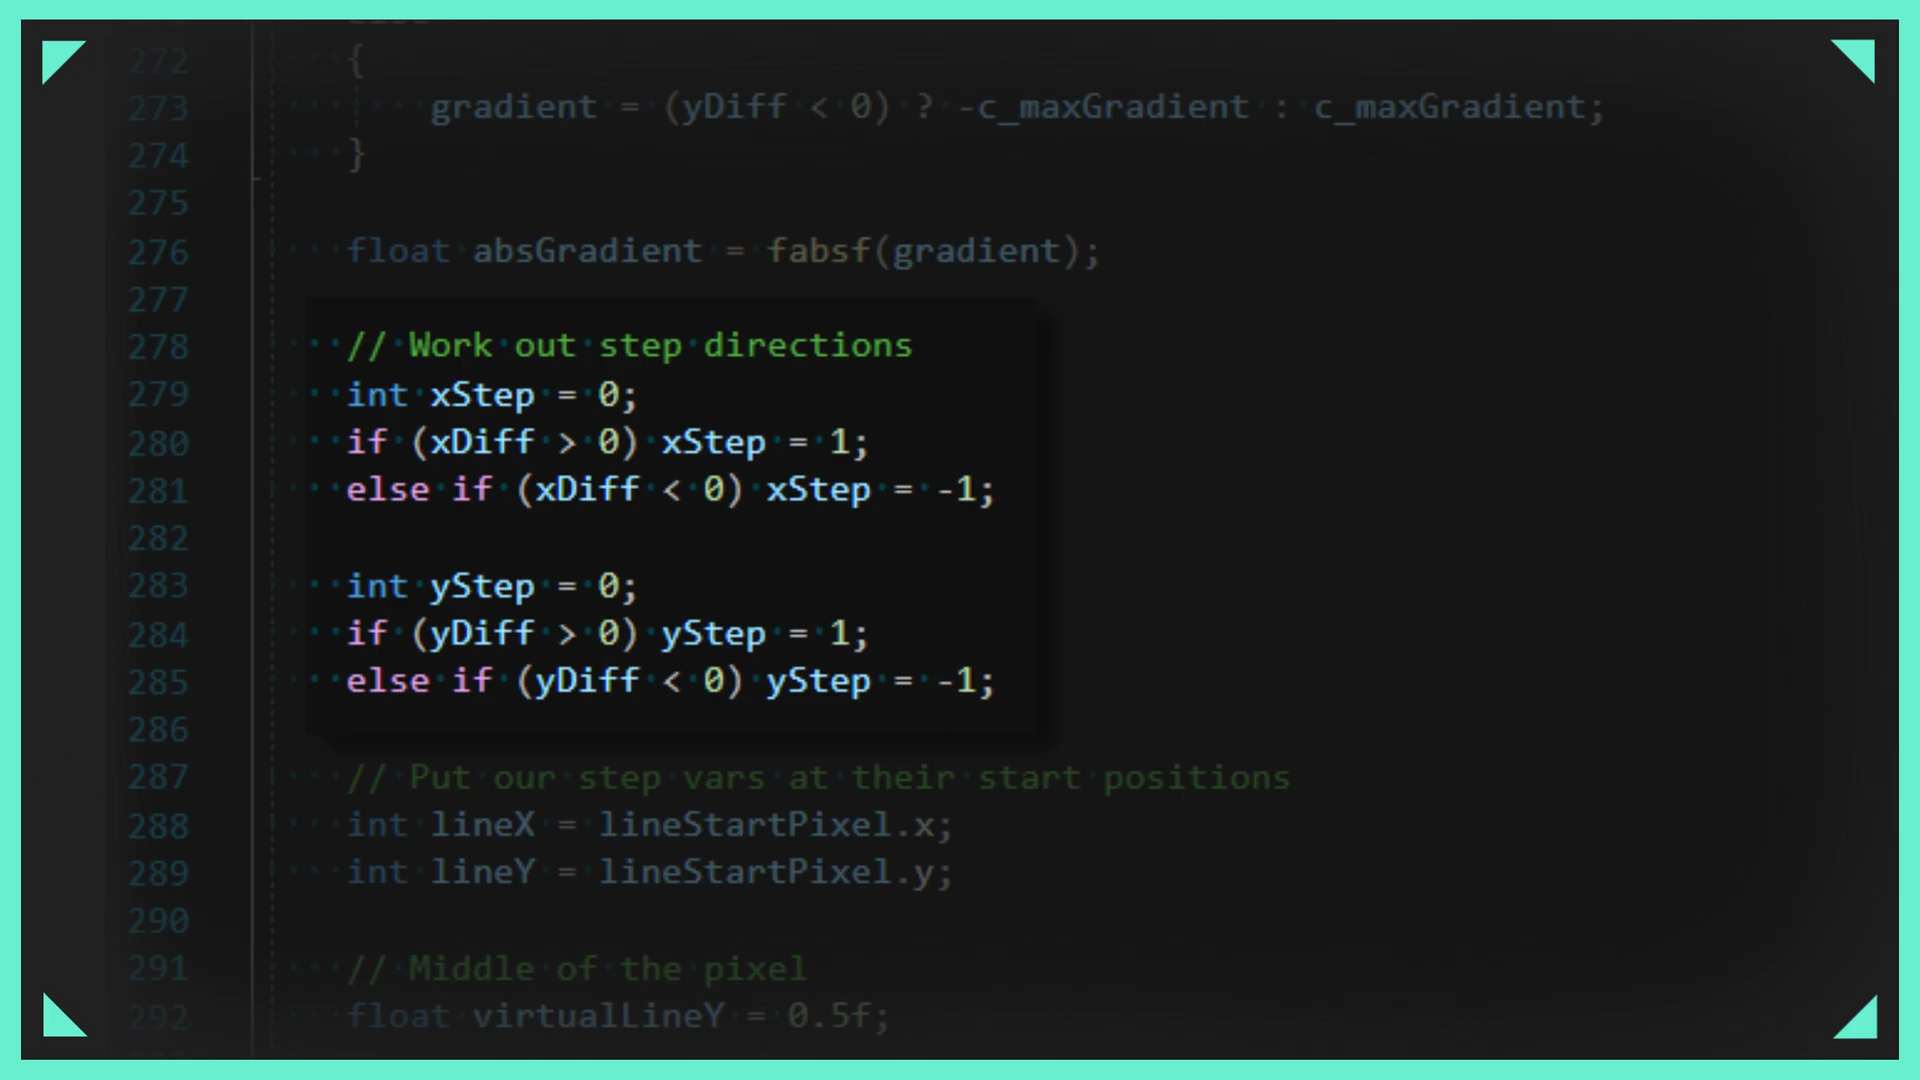 272 {
273 gradient = (yDiff < 0) ? -c_maxGradient : c_maxGradient;
274 }
275
276 float absGradient = fabsf(gradient);
277
278 // Work out step directions
279 int xStep = 0;
280 if (xDiff > 0) xStep = 1;
281 else if (xDiff < 0) xStep = -1;
282
283 int yStep = 0;
284 if (yDiff > 0) yStep = 1;
285 else if (yDiff < 0) yStep = -1;
286
287 // Put our step vars at their start positions
288 int lineX = lineStartPixel.x;
289 int lineY = lineStartPixel.y;
290
291 // Middle of the pixel
292 float virtualLineY = 0.5f;